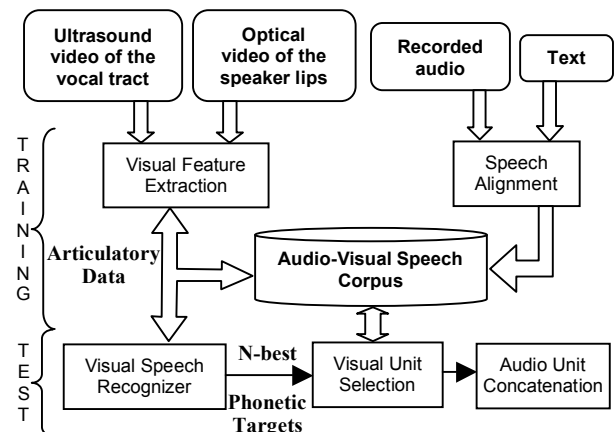 Ultrasound
video of the
vocal tract
Optical
video of the
speaker lips
Recorded
audio
Text
TRAINING
Visual Feature
Extraction
Speech
Alignment
Articulatory
Data
Audio-Visual Speech
Corpus
TEST
Visual Speech
Recognizer
N-best
Phonetic
Targets
Visual Unit
Selection
Audio Unit
Concatenation